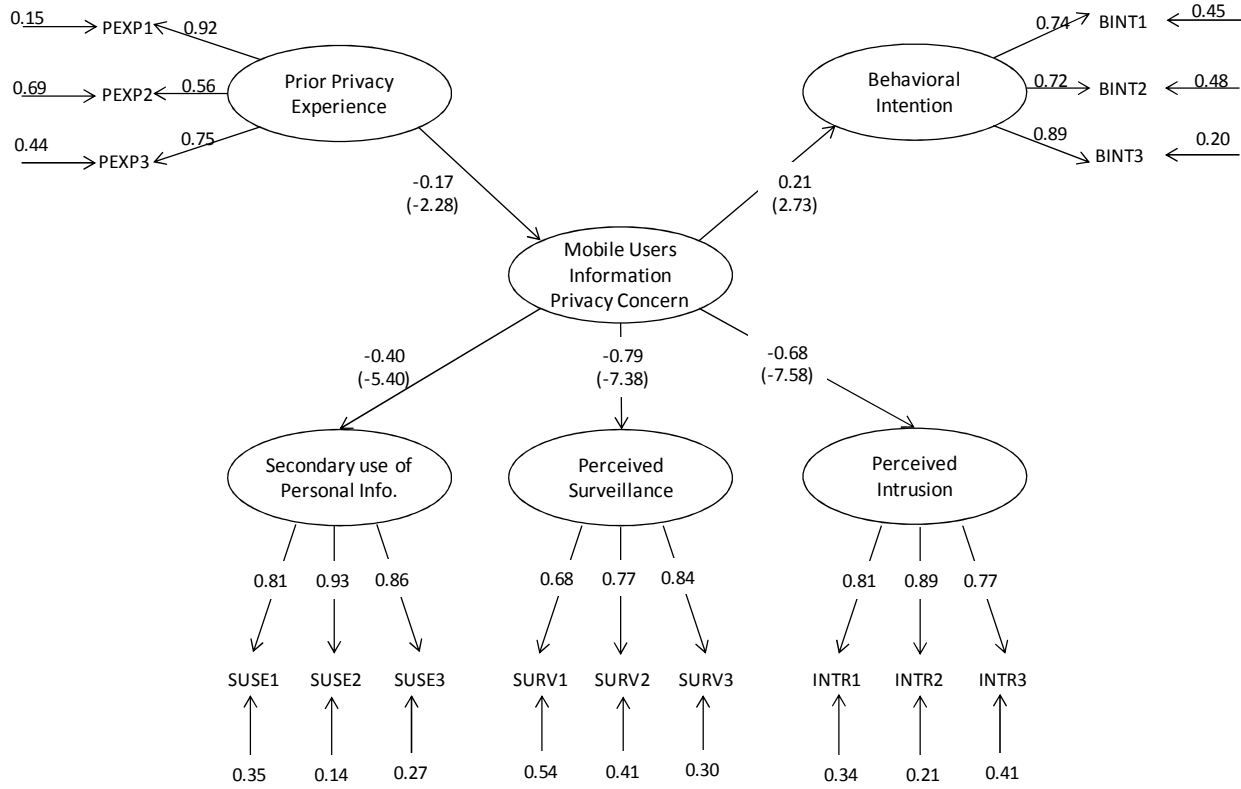 0.15
PEXP1
0.92
0.69
PEXP2
0.56
0.44
PEXP3
0.75
Prior Privacy
Experience
Behavioral
Intention
0.74
BINT1
0.45
0.72
BINT2
0.48
0.89
BINT3
0.20
-0.17
(-2.28)
0.21
(2.73)
Mobile Users
Information
Privacy Concern
-0.40
(-5.40)
-0.79
(-7.38)
-0.68
(-7.58)
Secondary use of
Personal Info.
Perceived
Surveillance
Perceived
Intrusion
0.81 0.93 0.86
0.68 0.77 0.84
0.81 0.89 0.77
SUSE1 SUSE2 SUSE3
SURV1 SURV2 SURV3
INTR1 INTR2 INTR3
0.35 0.14 0.27
0.54 0.41 0.30
0.34 0.21 0.41